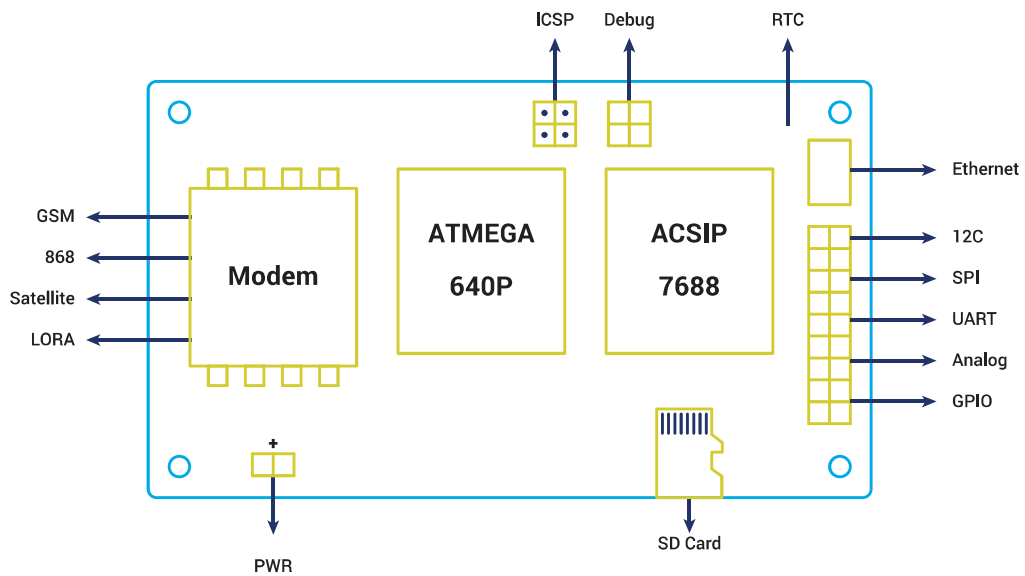 ICSP
Debug
RTC
Ethernet
GSM
868
Satellite
LORA
Modem
ATMEGA
640P
ACSIP
7688
12C
SPI
UART
Analog
GPIO
+
PWR
SD Card